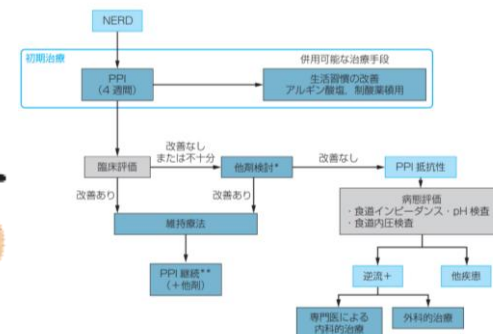 NERD
初期治療
併用可能な治療手段
PPI
（4週間）
生活習慣の改善
アルギン酸塩、制酸薬頓用
臨床評価
改善なし
または不十分
他剤検討*
改善なし
PPI 抵抗性
改善あり
改善あり
維持療法
PPI 継続**
（＋他剤）
病態評価
・食道インピーダンス・pH 検査
・食道内圧検査
逆流＋
他疾患
専門医による
内科的治療
外科的治療